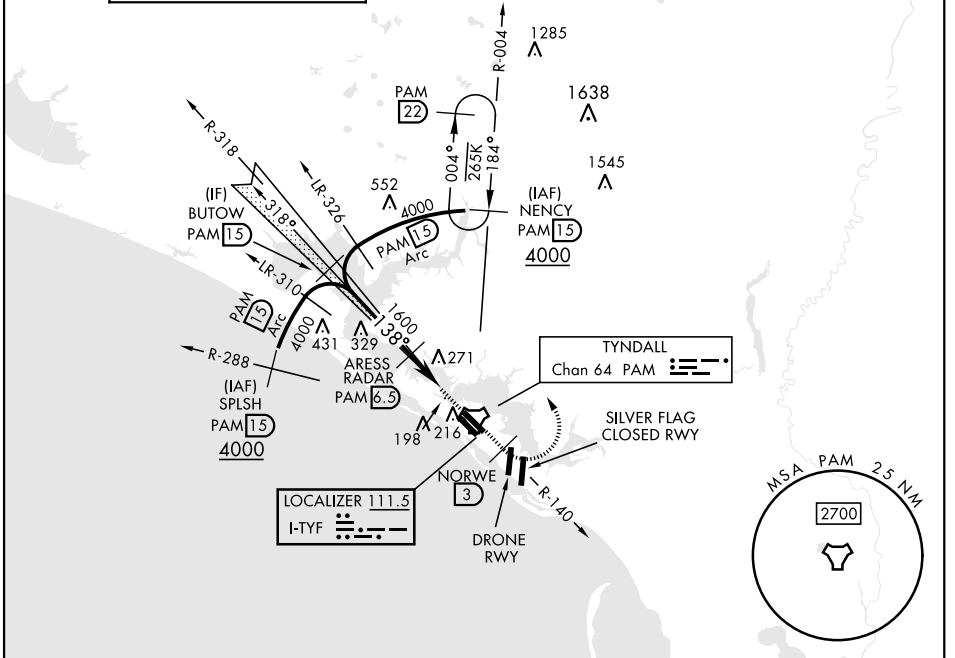 R-004
1285
PAM
22
1638
004°
265K
184°
1545
R-318
LR-326
552
4000
(IAF)
NENCY
PAM 15
4000
(IF)
BUTOW
PAM 15
318°
PAM 15
Arc
LR-310
PAM
15
Arc
4000
1600
138°
431
329
271
ARESS
RADAR
PAM 6.5
R-288
(IAF)
SPLSH
PAM 15
4000
TYNDALL
Chan 64 PAM
198
216
SILVER FLAG
CLOSED RWY
NORWE
3
R-140
LOCALIZER 111.5
I-TYF
DRONE
RWY
MSA PAM 25 NM
2700